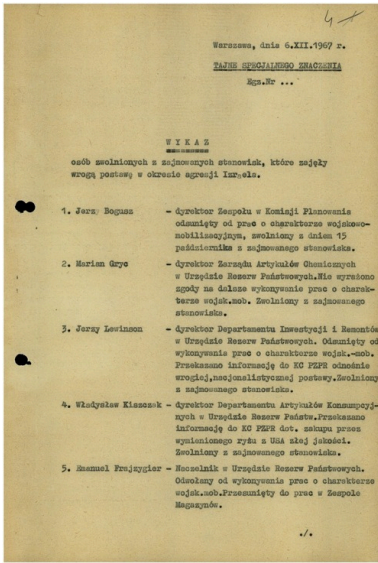 4
Warszawa, dnia 6.XII.1967 r.
TAJNE SPECJALNEGO ZNACZENIA
Egz.Nr ...
W Y K A Z
osób zwolnionych z zajmowanych stanowisk, które zajęły
wrogą postawę w okresie agresji Izraela.
1. Jerzy Bogusz - dyrektor Zespołu w Komisji Planowania
odsunięty od prac o charakterze wojskowo-
mobilizacyjnym, zwolniony z dniem 15
października z zajmowanego stanowiska.
2. Marian Gryc - dyrektor Zarządu Artykułów Chemicznych
w Urzędzie Rezerw Państwowych.Nie wyrażono
zgody na dalsze wykonywanie prac o charak-
terze wojsk.mob. Zwolniony z zajmowanego
stanowiska.
3. Jerzy Lewinson - dyrektor Departamentu Inwestycji i Remontów
w Urzędzie Rezerw Państwowych. Odsunięty od
wykonywania prac o charakterze wojsk.-mob.
Przekazano informację do KC PZPR odnośnie
wrogiej,nacjonalistycznej postawy.Zwolniony
z zajmowanego stanowiska.
4. Władysław Kiszczak - dyrektor Departamentu Artykułów Konsumpcyj-
nych w Urzędzie Rezerw Państw.Przekazano
informację do KC PZPR dot. zakupu przez
wymienionego ryżu z USA złej jakości.
Zwolniony z zajmowanego stanowiska.
5. Emanuel Frajzygier - Naczelnik w Urzędzie Rezerw Państwowych.
Odwołany od wykonywania prac o charakterze
wojsk.mob.Przesunięty do prac w Zespole
Magazynów.
./.